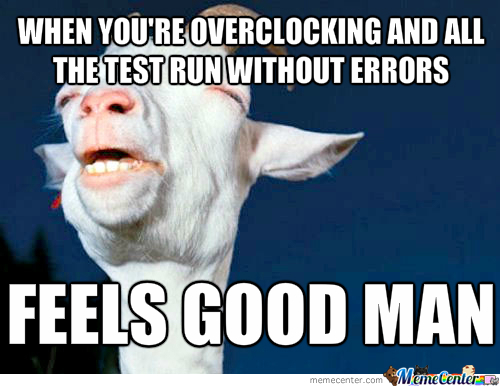 WHEN YOU'RE OVERCLOCKING AND ALL
THE TEST RUN WITHOUT ERRORS
FEELS GOOD MAN
memecenter.com MemeCenter